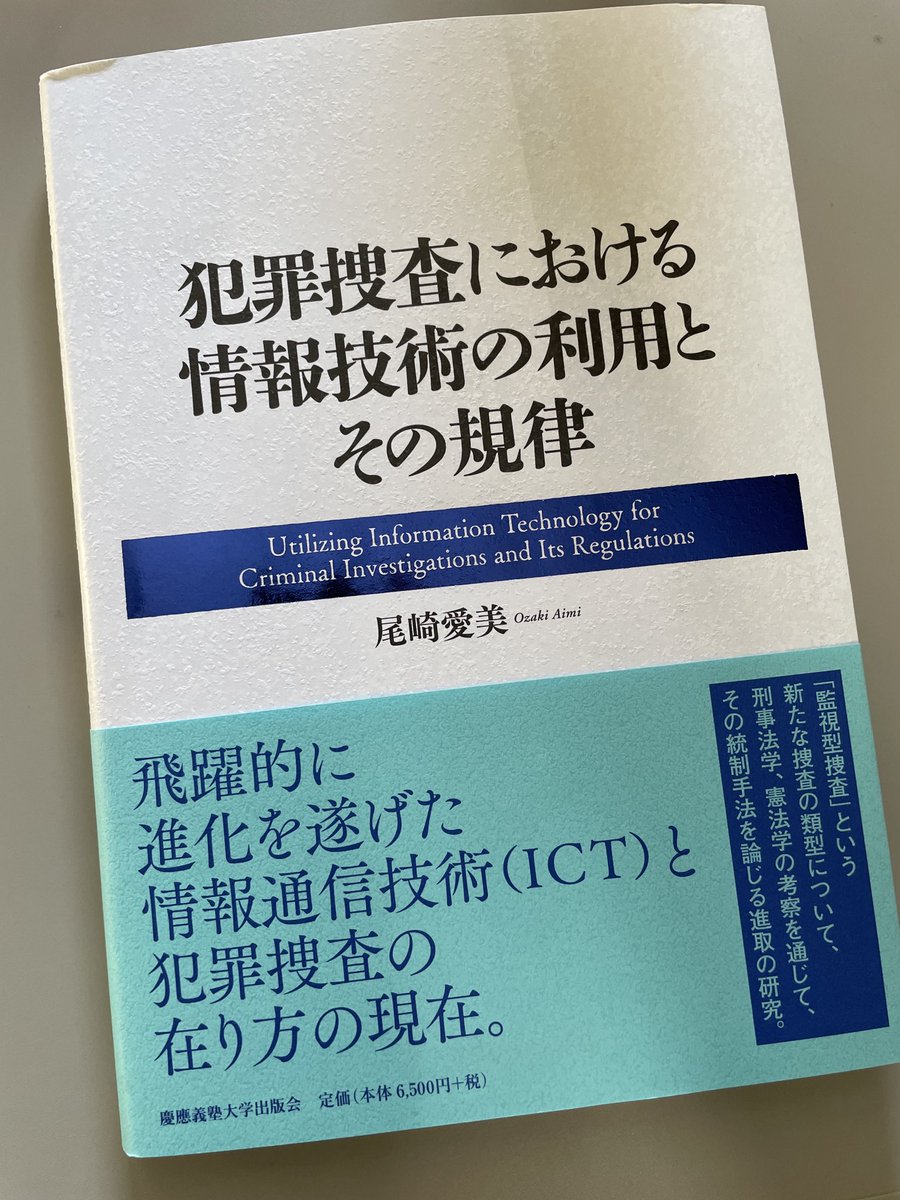 犯罪捜査における
情報技術の利用と
その規律
Utilizing Information Technology for
Criminal Investigations and Its Regulations
尾崎愛美 Ozaki Aimi
「監視型捜査」という
新たな捜査の類型について、
刑事法学、憲法学の考察を通じて、
その統制手法を論じる進取の研究。
飛躍的に
進化を遂げた
情報通信技術(ICT)と
犯罪捜査の
在り方の現在。
慶應義塾大学出版会 定価(本体6,500円+税)